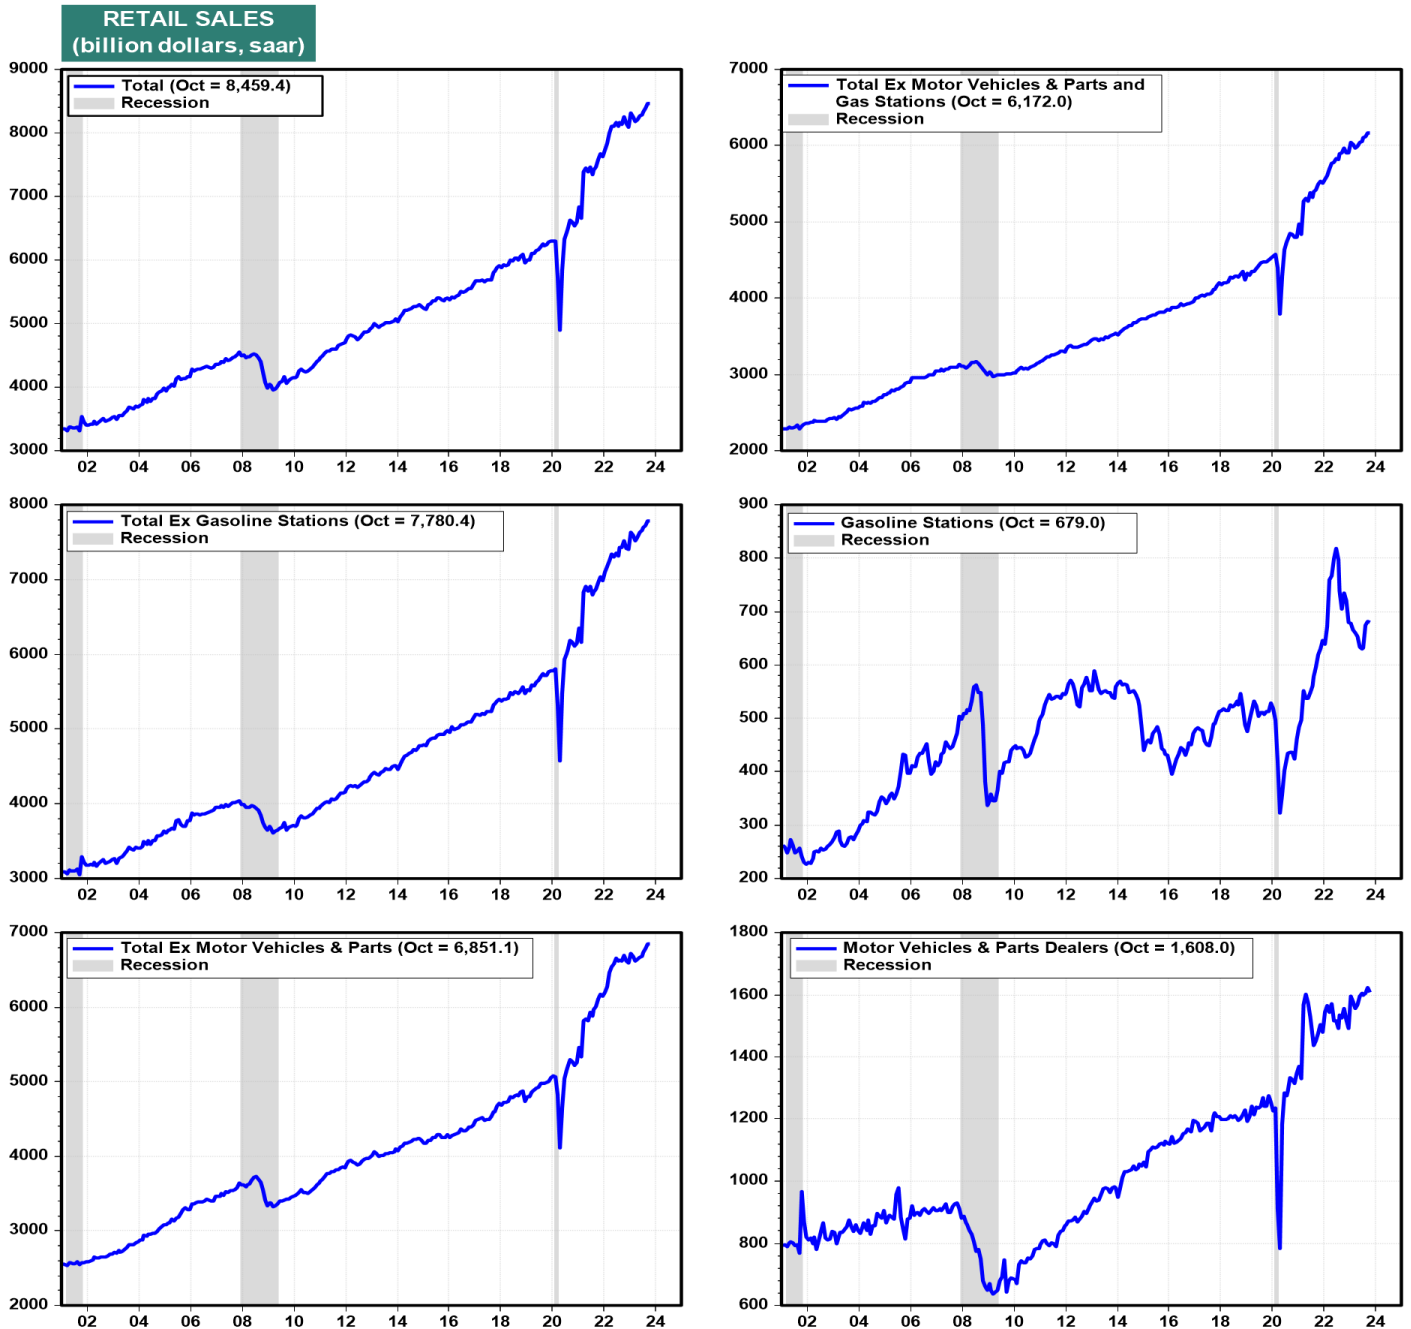 RETAIL SALES
(billion dollars, saar)
Total (Oct = 8,459.4)
Recession
9000
8000
7000
6000
5000
4000
3000
02 04 06 08 10 12 14 16 18 20 22 24
Total Ex Motor Vehicles & Parts and
Gas Stations (Oct = 6,172.0)
Recession
7000
6000
5000
4000
3000
2000
02 04 06 08 10 12 14 16 18 20 22 24
Total Ex Gasoline Stations (Oct = 7,780.4)
Recession
8000
7000
6000
5000
4000
3000
02 04 06 08 10 12 14 16 18 20 22 24
Gasoline Stations (Oct = 679.0)
Recession
900
800
700
600
500
400
300
200
02 04 06 08 10 12 14 16 18 20 22 24
Total Ex Motor Vehicles & Parts (Oct = 6,851.1)
Recession
7000
6000
5000
4000
3000
2000
02 04 06 08 10 12 14 16 18 20 22 24
Motor Vehicles & Parts Dealers (Oct = 1,608.0)
Recession
1800
1600
1400
1200
1000
800
600
02 04 06 08 10 12 14 16 18 20 22 24